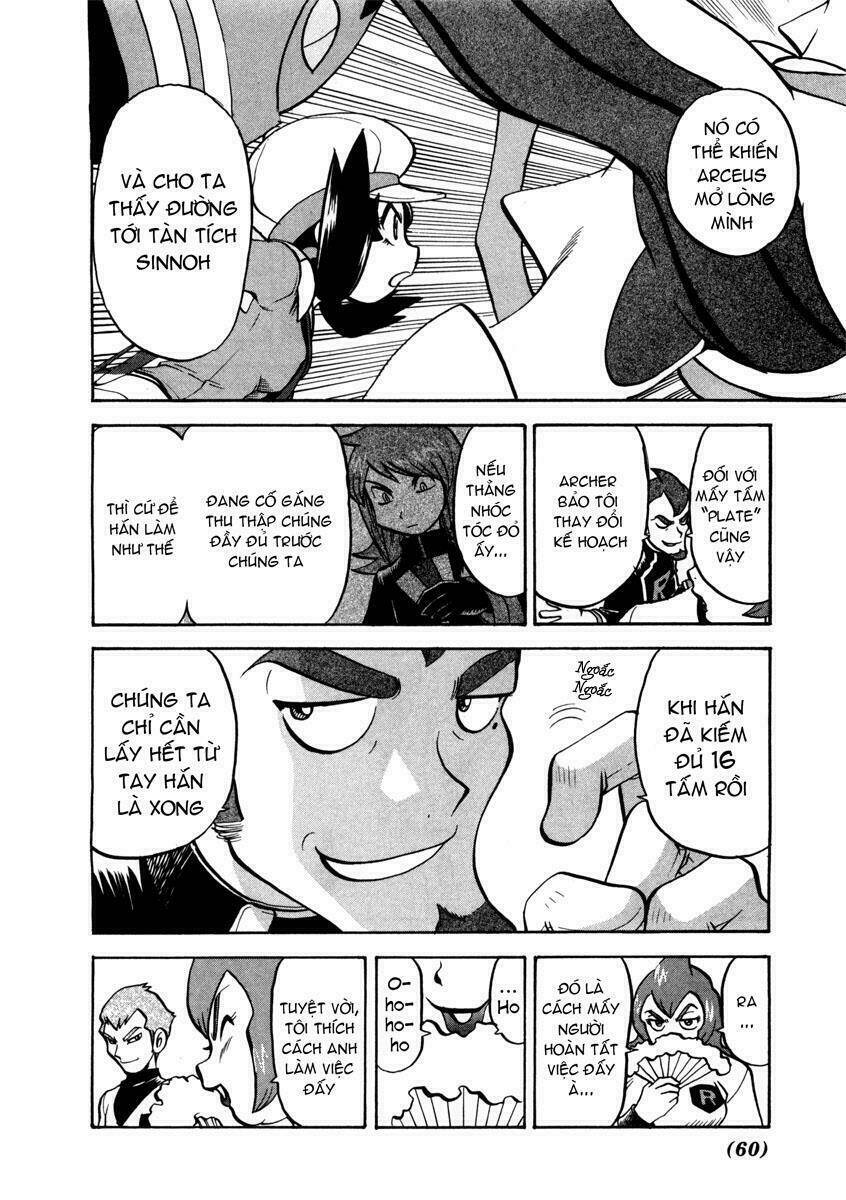 NÓ CÓ
THỂ KHIẾN
ARCEUS
MỞ LÒNG
MÌNH
VÀ CHO TA
THẤY ĐƯỜNG
TỚI TÀN TÍCH
SINNOH
ĐỐI VỚI
MẤY TẤM
"PLATE"
CŨNG
VẬY
ARCHER
BẢO TÔI
THAY ĐỔI
KẾ HOẠCH
R
NẾU
THẰNG
NHÓC
TÓC ĐỎ
ẤY...
ĐANG CỐ GẮNG
THU THẬP CHÚNG
ĐẦY ĐỦ TRƯỚC
CHÚNG TA
THÌ CỨ ĐỂ
HẮN LÀM
NHƯ THẾ
KHI HẮN
ĐÃ KIẾM
ĐỦ 16
TẤM RỒI
Ngoắc
Ngoắc
CHÚNG TA
CHỈ CẦN
LẤY HẾT TỪ
TAY HẮN
LÀ XONG
RA
...
ĐÓ LÀ
CÁCH MẤY
NGƯỜI
HOÀN TẤT
VIỆC ĐẤY
À...
R
...
Ho
O-
ho-
ho-
ho
TUYỆT VỜI,
TÔI THÍCH
CÁCH ANH
LÀM VIỆC
ĐẤY
(60)